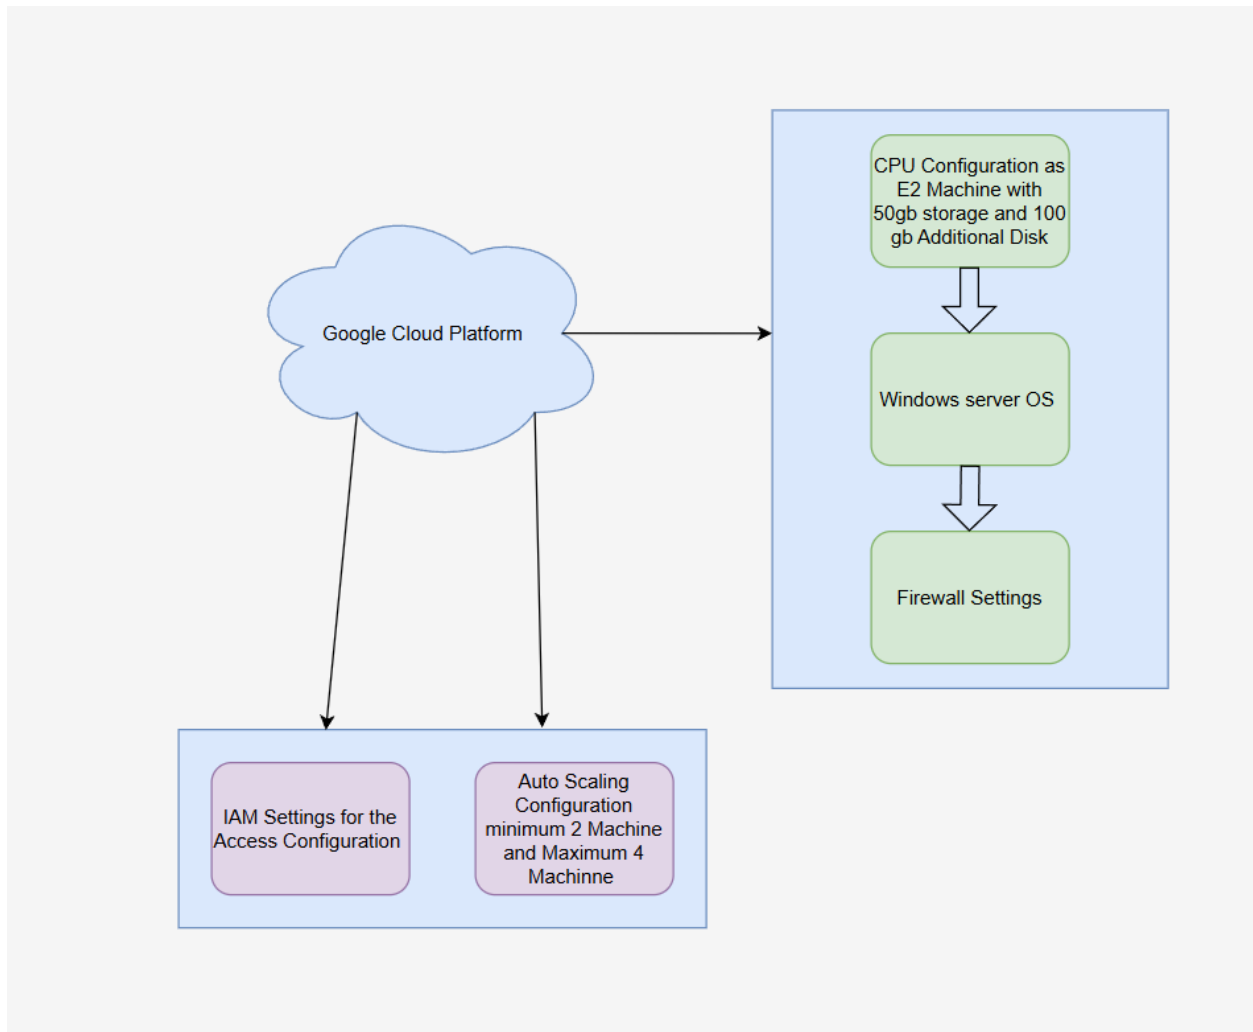 CPU Configuration as
E2 Machine with
50gb storage and 100
gb Additional Disk
Google Cloud Platform
Windows server OS
Firewall Settings
IAM Settings for the
Access Configuration
Auto Scaling
Configuration
minimum 2 Machine
and Maximum 4
Machinne